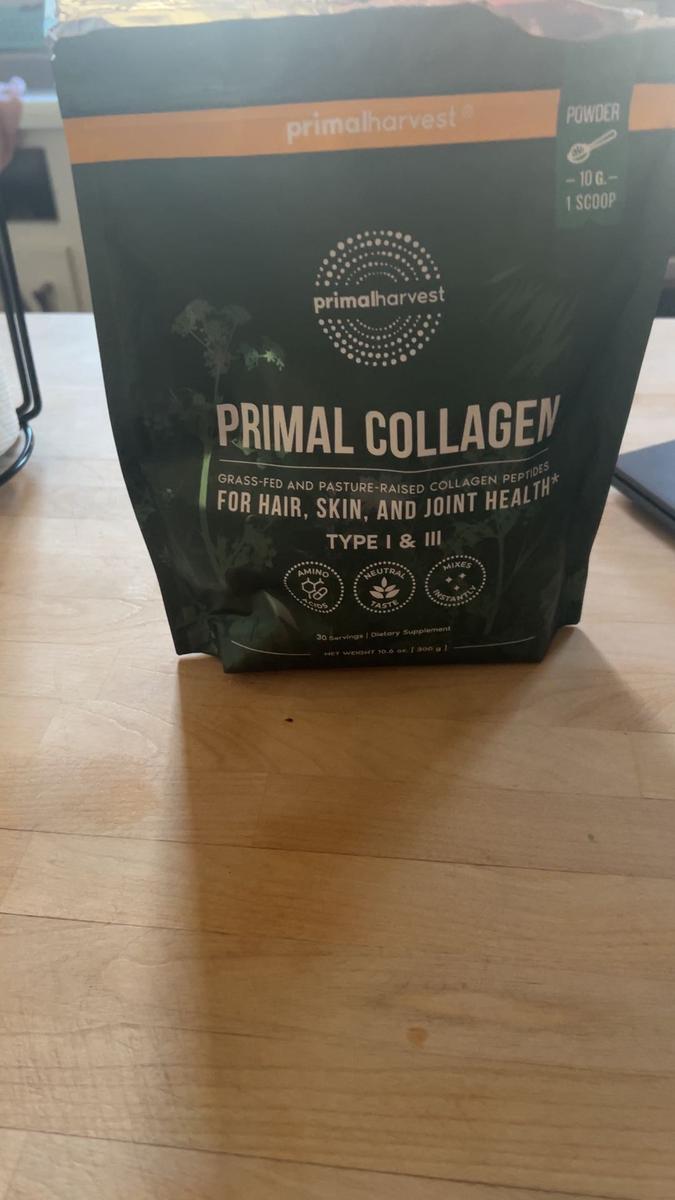 primalharvest®
POWDER
– 10 G. –
1 SCOOP
primalharvest
PRIMAL COLLAGEN
GRASS-FED AND PASTURE-RAISED COLLAGEN PEPTIDES
FOR HAIR, SKIN, AND JOINT HEALTH*
TYPE I & III
AMINO
ACIDS
NEUTRAL
TASTE
MIXES
INSTANTLY
30 Servings | Dietary Supplement
NET WEIGHT 10.6 oz. [ 300 g ]